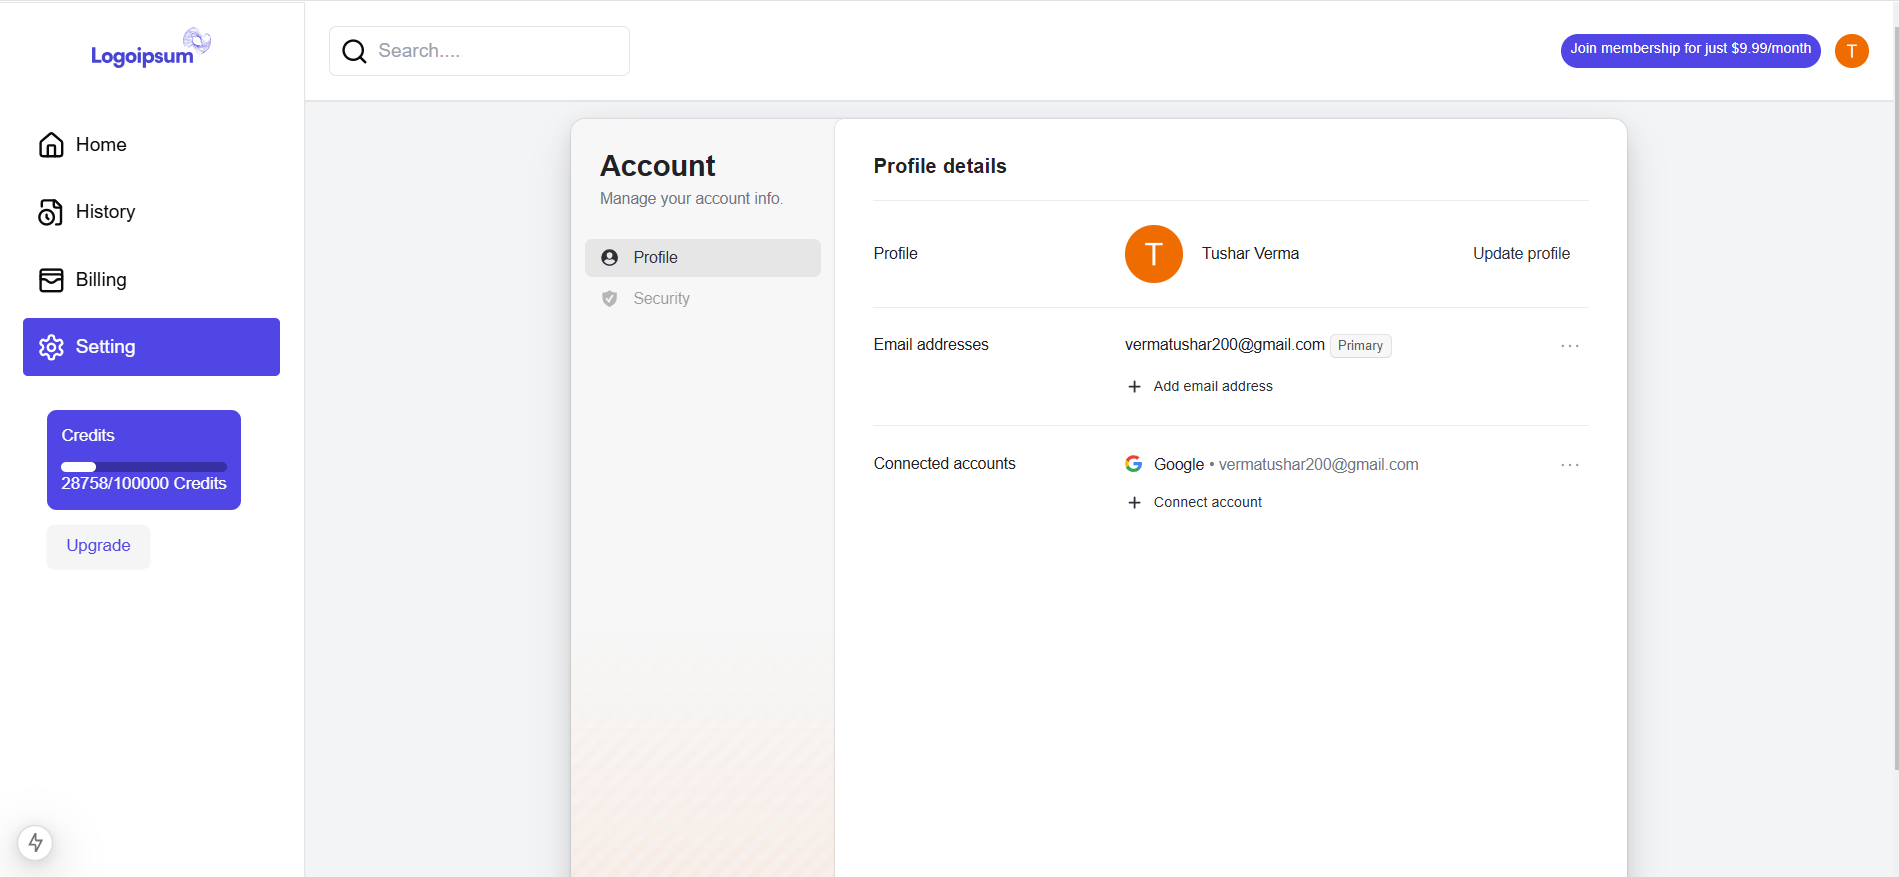 Logoipsum
Search....
Join membership for just $9.99/month
T
Home
History
Billing
Setting
Credits
28758/100000 Credits
Upgrade
Account
Manage your account info.
Profile
Security
Profile details
Profile
T
Tushar Verma
Update profile
Email addresses
vermatushar200@gmail.com Primary
Add email address
Connected accounts
Google • vermatushar200@gmail.com
Connect account